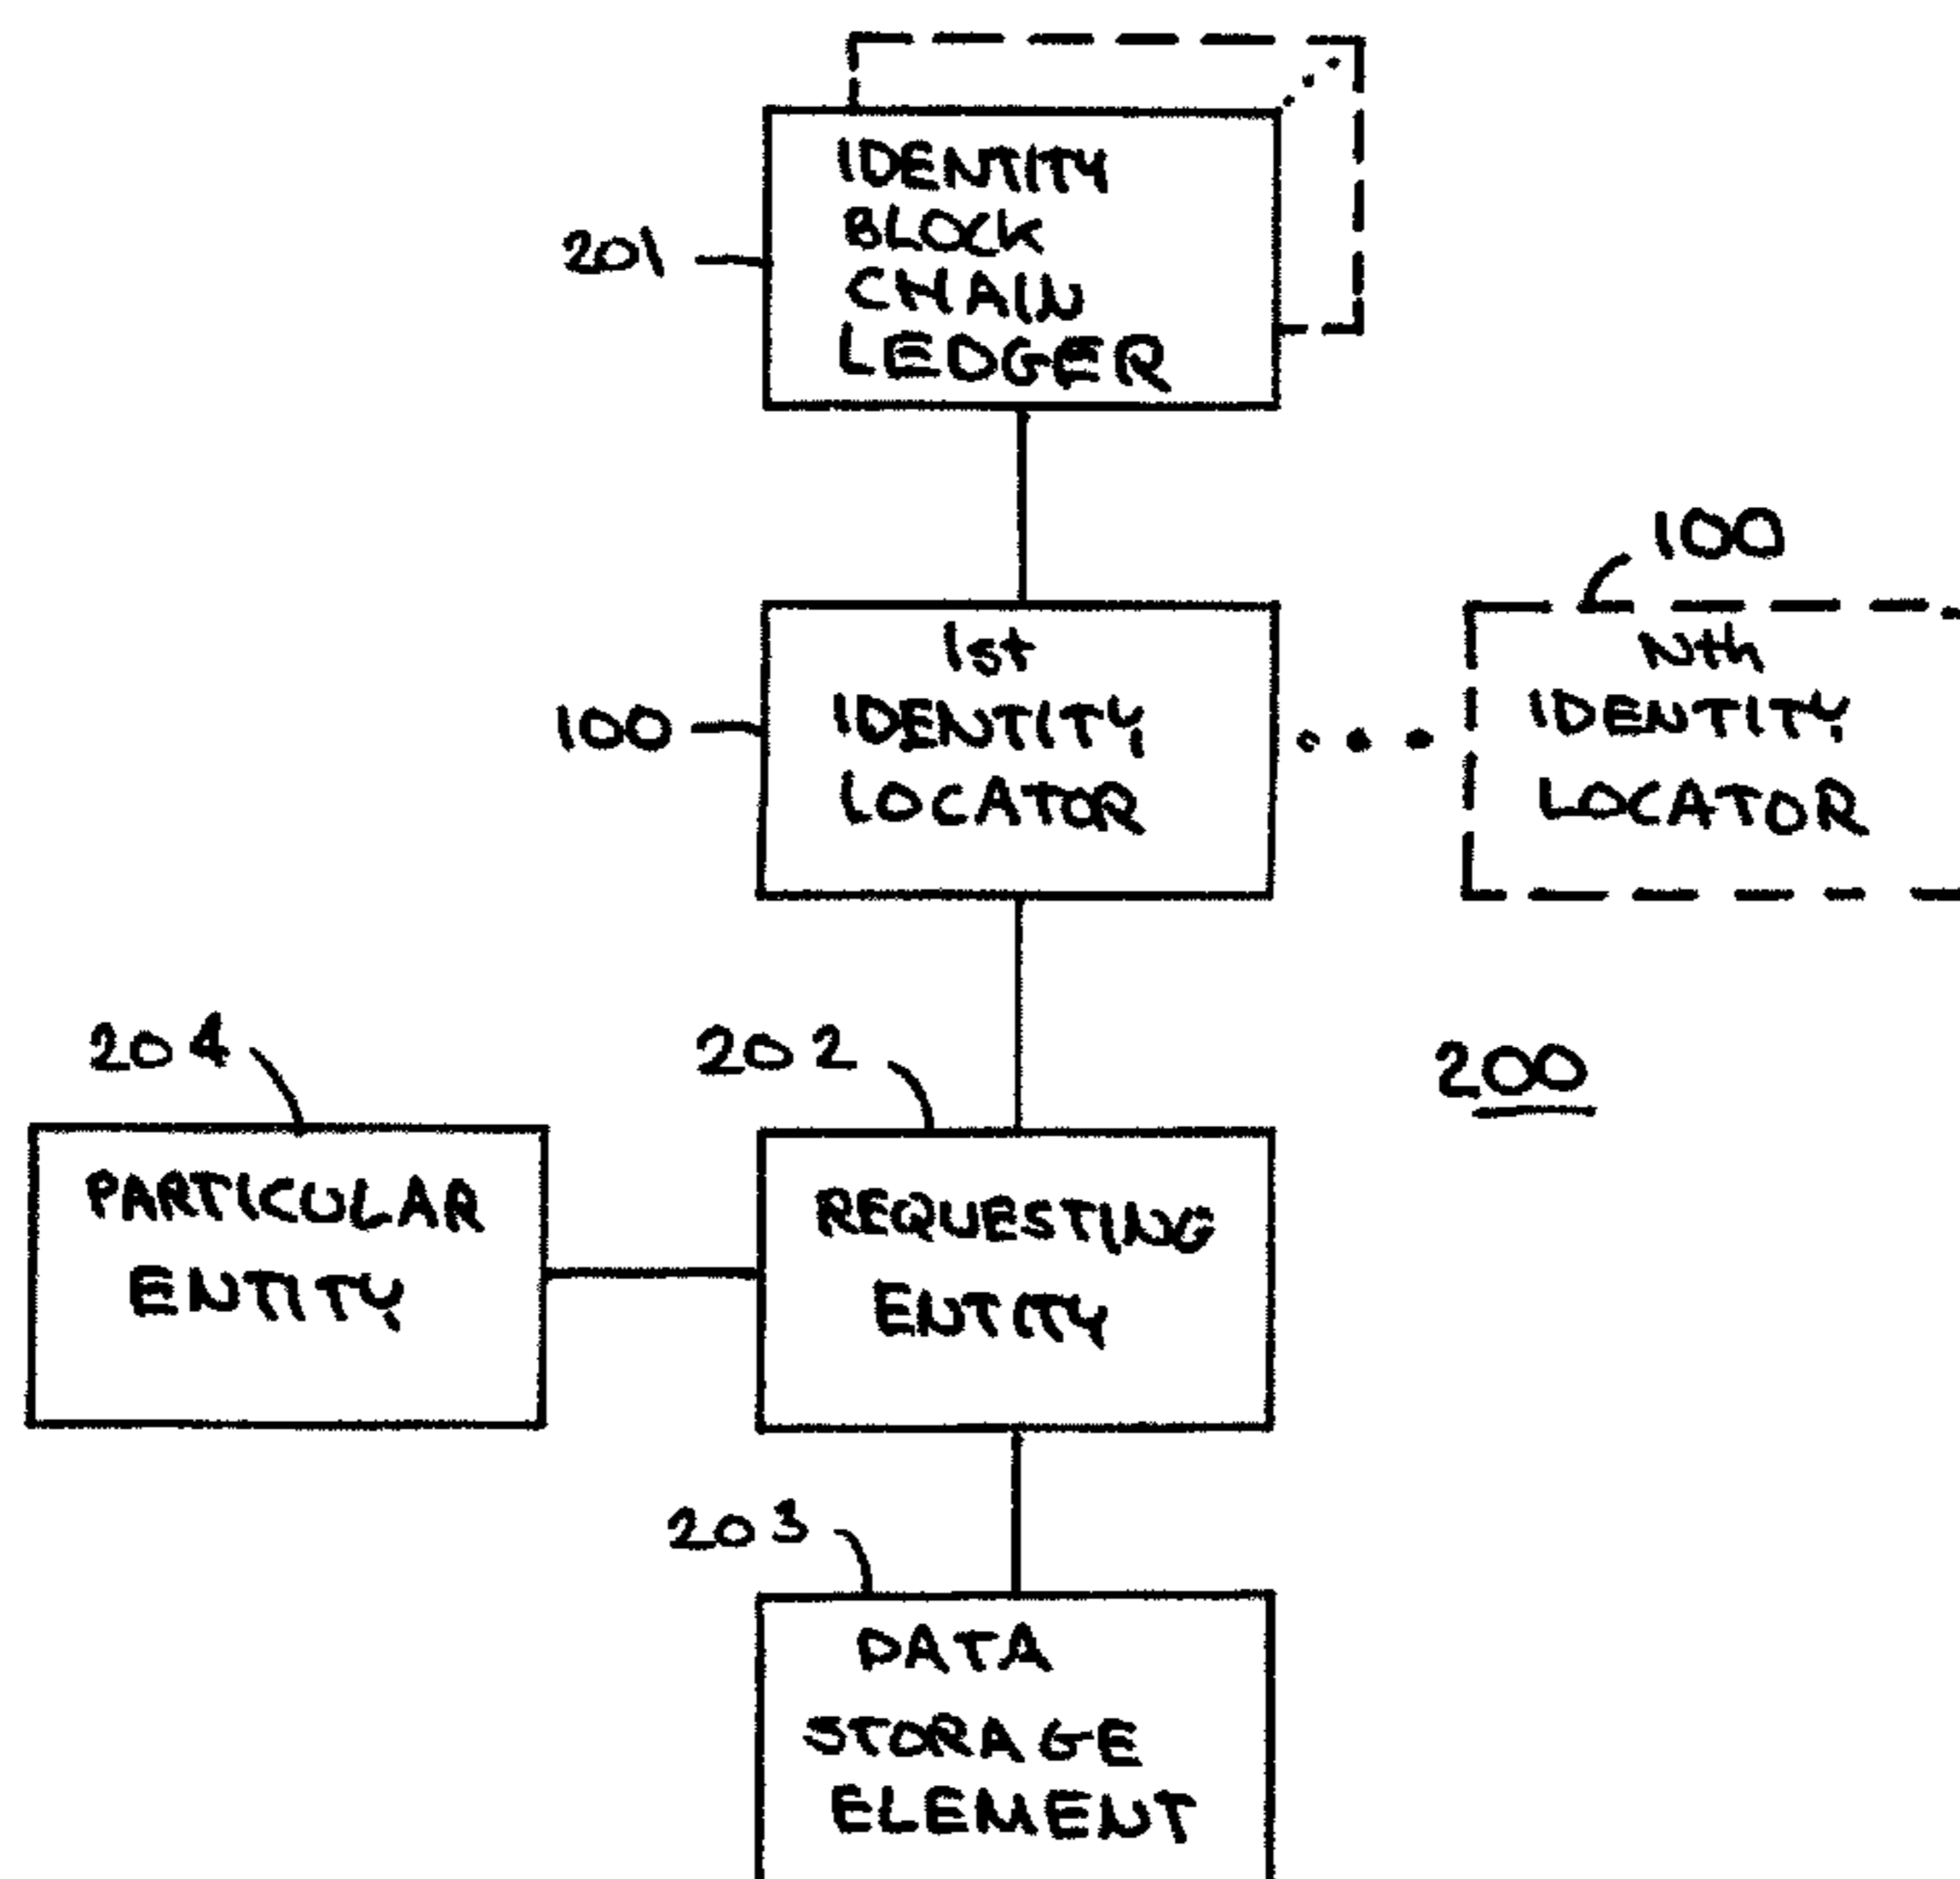 IDENTITY
BLOCK
CHAIN
LEDGER
201
100
1st
IDENTITY
LOCATOR
100
Nth
IDENTITY
LOCATOR
204
202
200
PARTICULAR
ENTITY
REQUESTING
ENTITY
203
DATA
STORAGE
ELEMENT